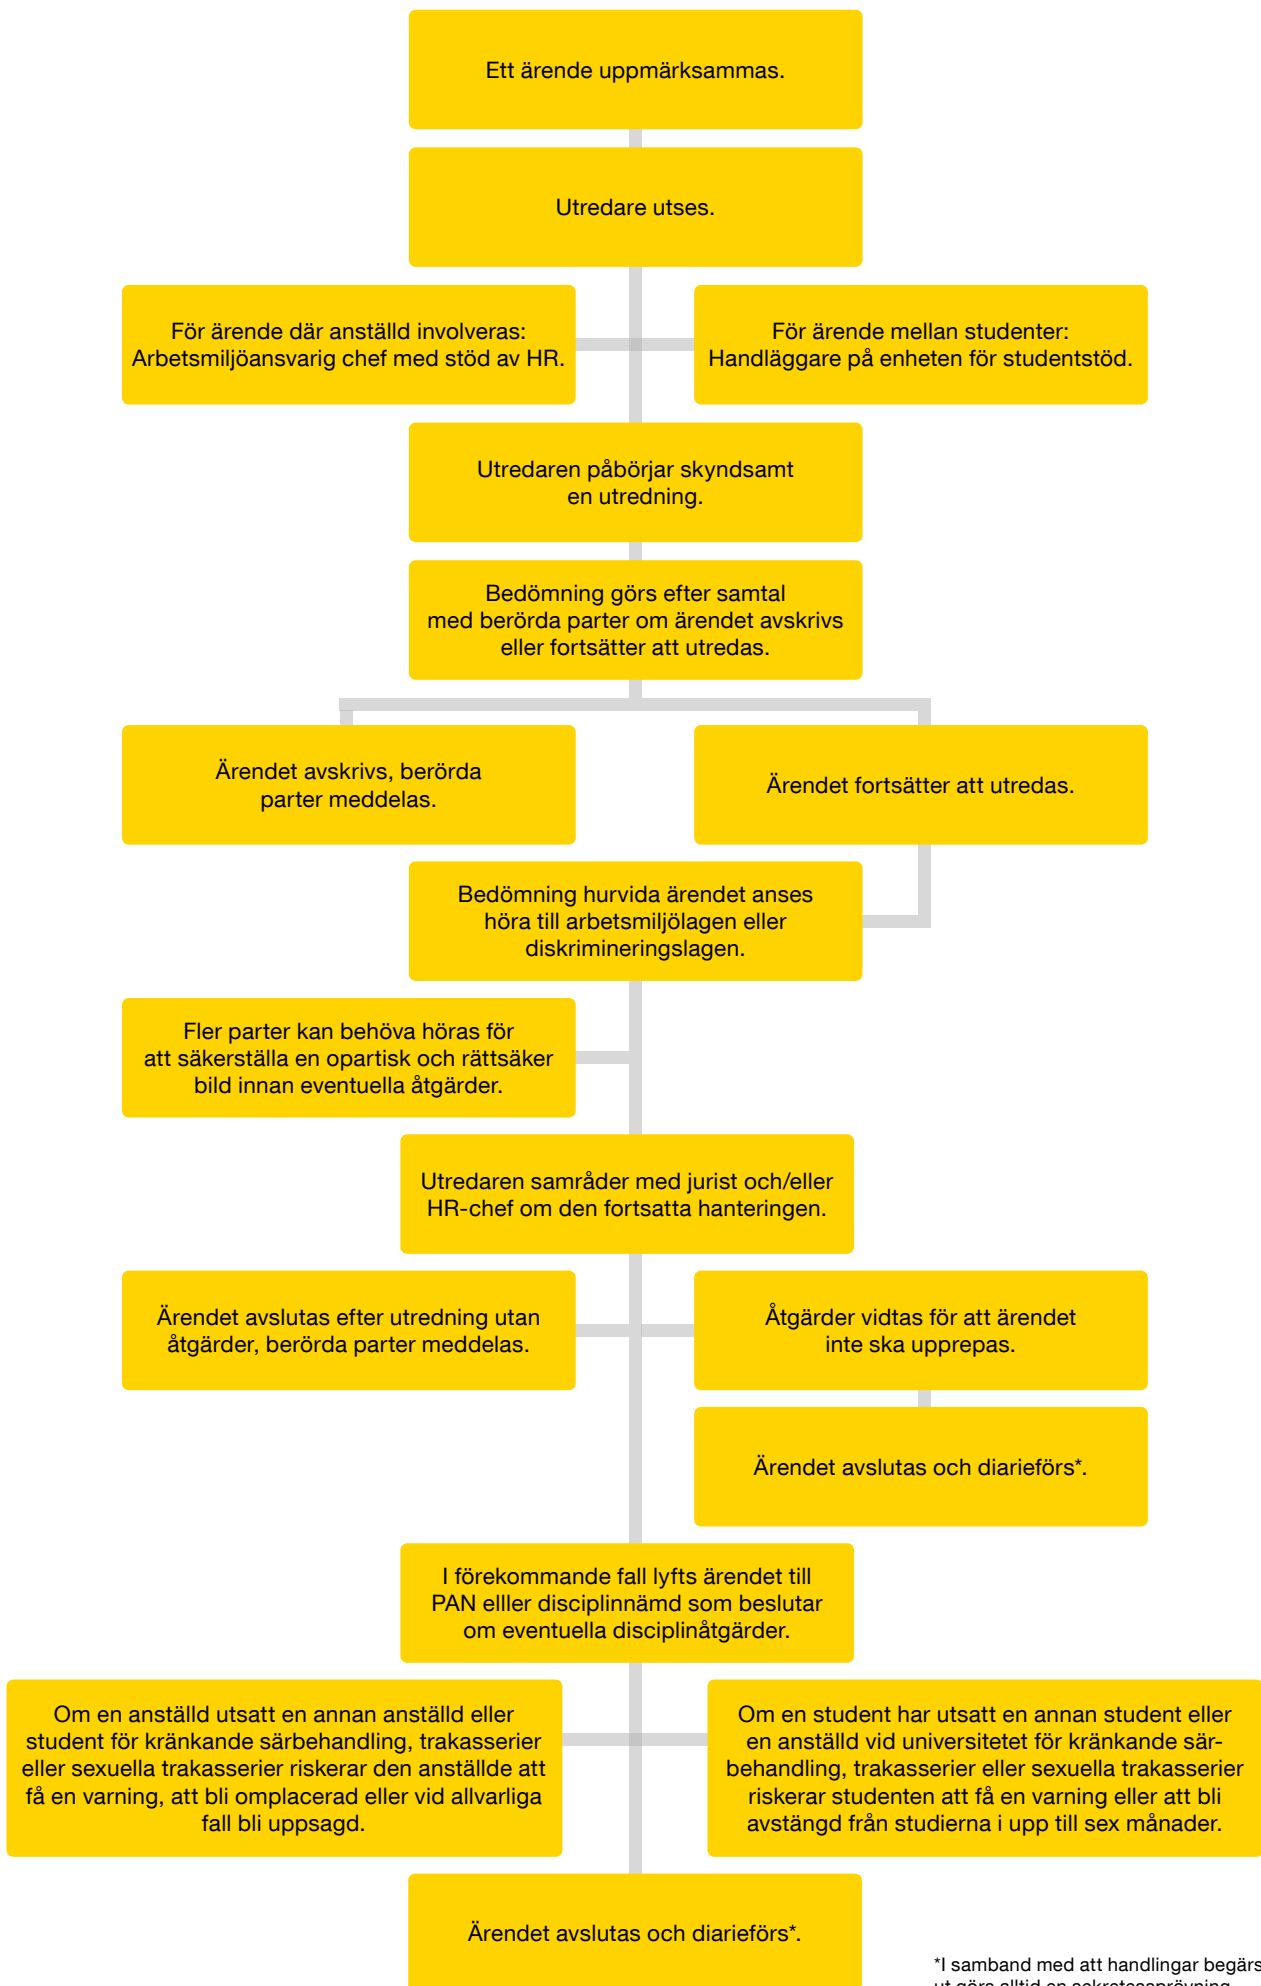 Ett ärende uppmärksammas.
Utredare utses.
För ärende där anställd involveras:
Arbetsmiljöansvarig chef med stöd av HR.
För ärende mellan studenter:
Handläggare på enheten för studentstöd.
Utredaren påbörjar skyndsamt
en utredning.
Bedömning görs efter samtal
med berörda parter om ärendet avskrivs
eller fortsätter att utredas.
Ärendet avskrivs, berörda
parter meddelas.
Ärendet fortsätter att utredas.
Bedömning hurvida ärendet anses
höra till arbetsmiljölagen eller
diskrimineringslagen.
Fler parter kan behöva höras för
att säkerställa en opartisk och rättsäker
bild innan eventuella åtgärder.
Utredaren samråder med jurist och/eller
HR-chef om den fortsatta hanteringen.
Ärendet avslutas efter utredning utan
åtgärder, berörda parter meddelas.
Åtgärder vidtas för att ärendet
inte ska upprepas.
Ärendet avslutas och diarieförs*.
I förekommande fall lyfts ärendet till
PAN elller disciplinnämd som beslutar
om eventuella disciplinåtgärder.
Om en anställd utsatt en annan anställd eller
student för kränkande särbehandling, trakasserier
eller sexuella trakasserier riskerar den anställde att
få en varning, att bli omplacerad eller vid allvarliga
fall bli uppsagd.
Om en student har utsatt en annan student eller
en anställd vid universitetet för kränkande sär-
behandling, trakasserier eller sexuella trakasserier
riskerar studenten att få en varning eller att bli
avstängd från studierna i upp till sex månader.
Ärendet avslutas och diarieförs*.
*I samband med att handlingar begärs
ut görs alltid en sekretessprövning